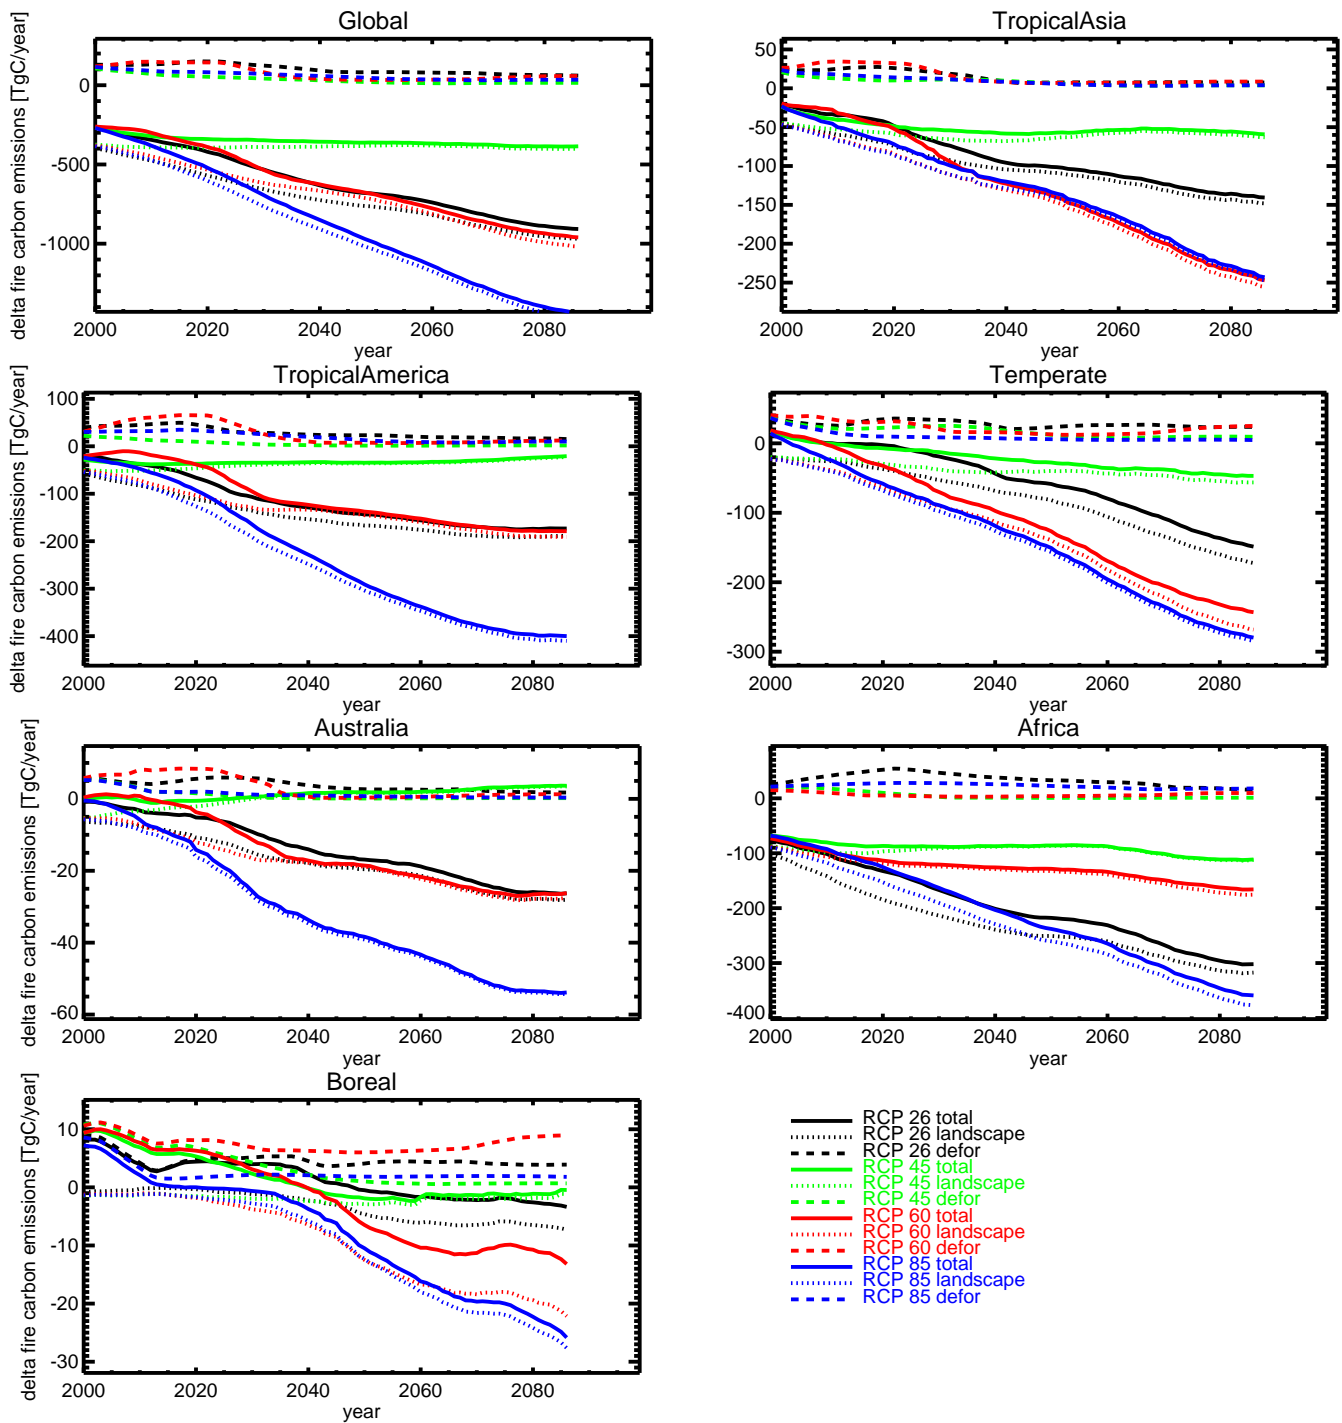 Global
delta fire carbon emissions [TgC/year]
0
-500
-1000
2000 2020 2040 2060 2080
year
TropicalAsia
50
0
-50
-100
-150
-200
-250
2000 2020 2040 2060 2080
year
TropicalAmerica
delta fire carbon emissions [TgC/year]
100
0
-100
-200
-300
-400
2000 2020 2040 2060 2080
year
Temperate
0
-100
-200
-300
2000 2020 2040 2060 2080
year
Australia
delta fire carbon emissions [TgC/year]
0
-20
-40
-60
2000 2020 2040 2060 2080
year
Africa
0
-100
-200
-300
-400
2000 2020 2040 2060 2080
year
Boreal
delta fire carbon emissions [TgC/year]
10
0
-10
-20
-30
2000 2020 2040 2060 2080
year
RCP 26 total
RCP 26 landscape
RCP 26 defor
RCP 45 total
RCP 45 landscape
RCP 45 defor
RCP 60 total
RCP 60 landscape
RCP 60 defor
RCP 85 total
RCP 85 landscape
RCP 85 defor